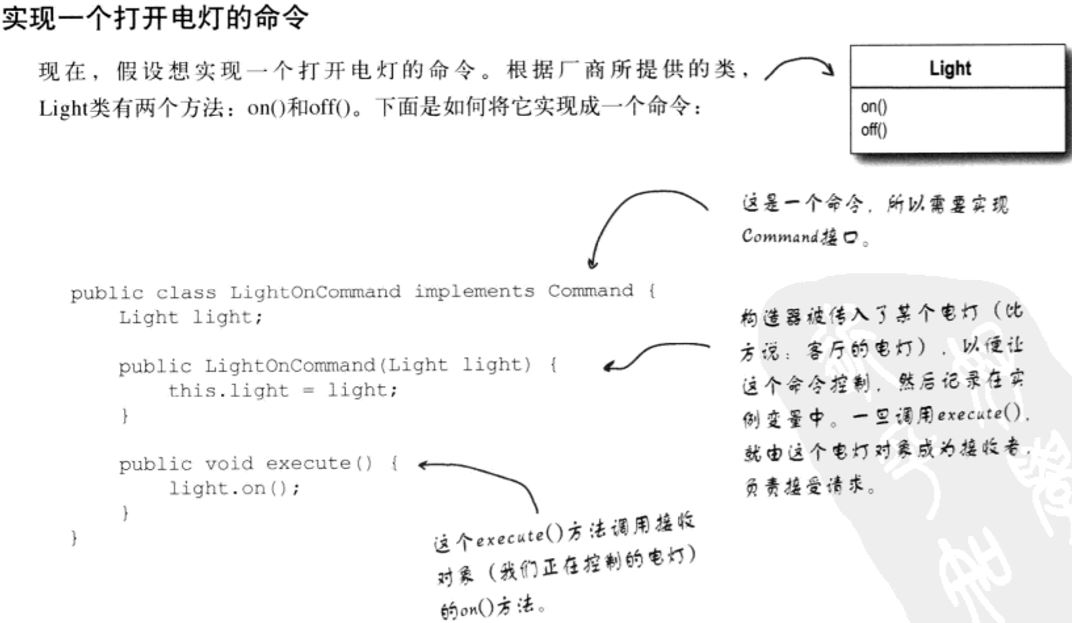 实现一个打开电灯的命令
现在，假设想实现一个打开电灯的命令。根据厂商所提供的类，
Light类有两个方法：on()和off()。下面是如何将它实现成一个命令：
Light
on()
off()
这是一个命令，所以需要实现
Command接口。
public class LightOnCommand implements Command {
Light light;
public LightOnCommand(Light light) {
this.light = light;
}
public void execute() {
light.on();
}
}
构造器被传入了某个电灯（比
方说：客厅的电灯），以便让
这个命令控制，然后记录在实
例变量中。一旦调用execute()，
就由这个电灯对象成为接收者，
负责接受请求。
这个execute()方法调用接收
对象（我们正在控制的电灯）
的on()方法。